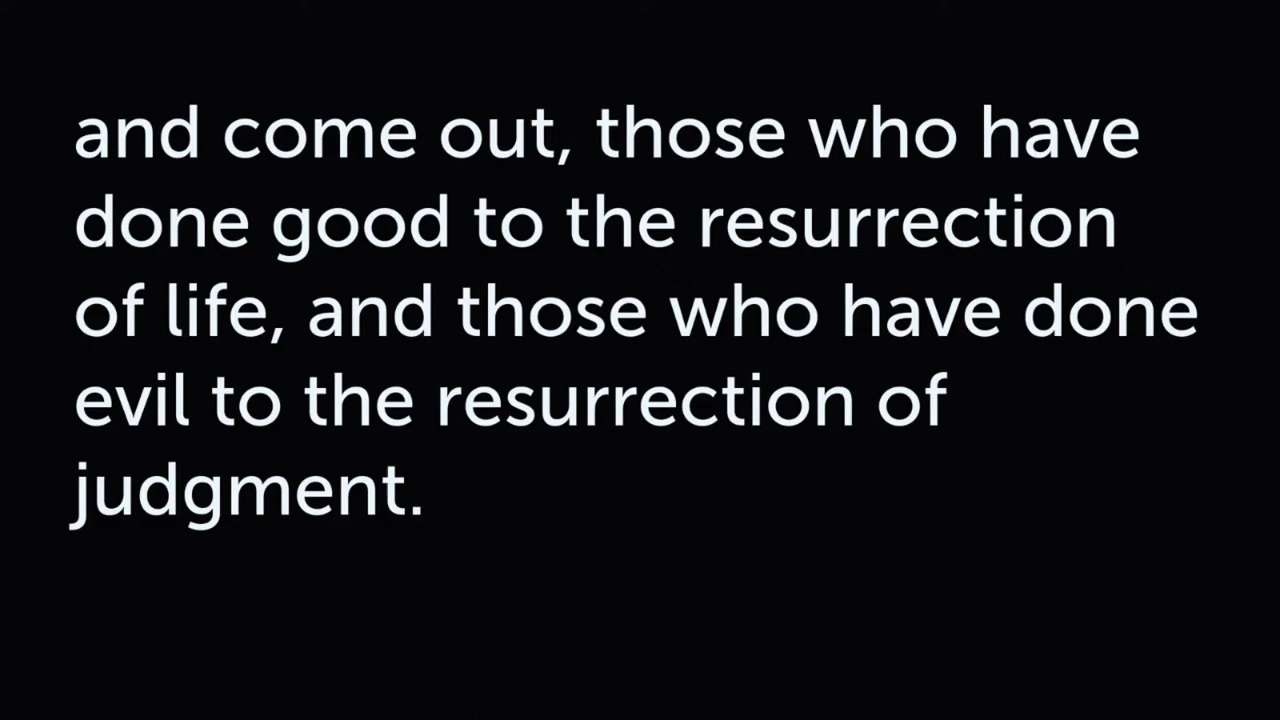 and come out, those who have
done good to the resurrection
of life, and those who have done
evil to the resurrection of
judgment.